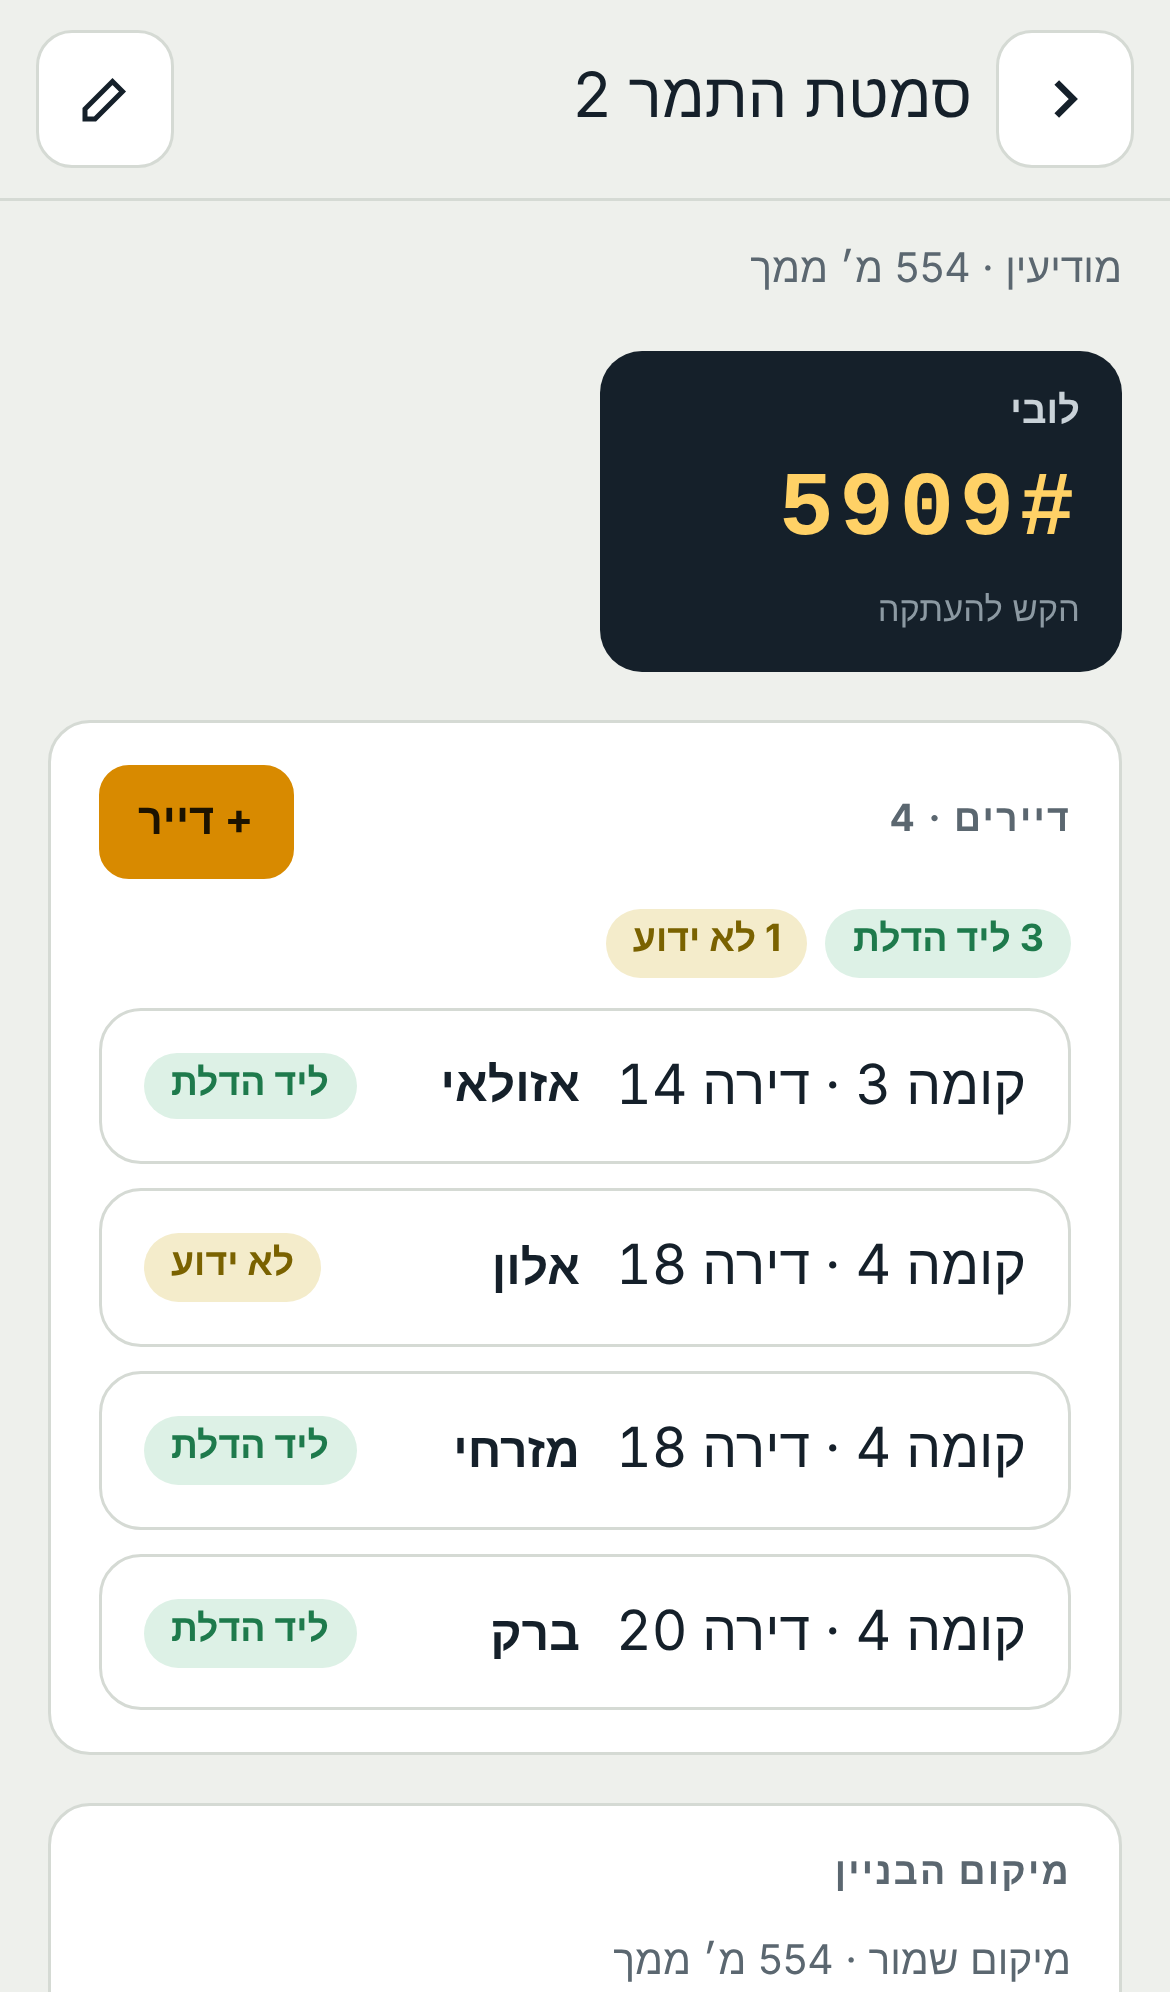 סמטת התמר 2
מודיעין · 554 מ׳ ממך
לובי
5909#
הקש להעתקה
דיירים · 4
+ דייר
3 ליד הדלת
1 לא ידוע
קומה 3 · דירה 14 אזולאי ליד הדלת
קומה 4 · דירה 18 אלון לא ידוע
קומה 4 · דירה 18 מזרחי ליד הדלת
קומה 4 · דירה 20 ברק ליד הדלת
מיקום הבניין
מיקום שמור · 554 מ׳ ממך